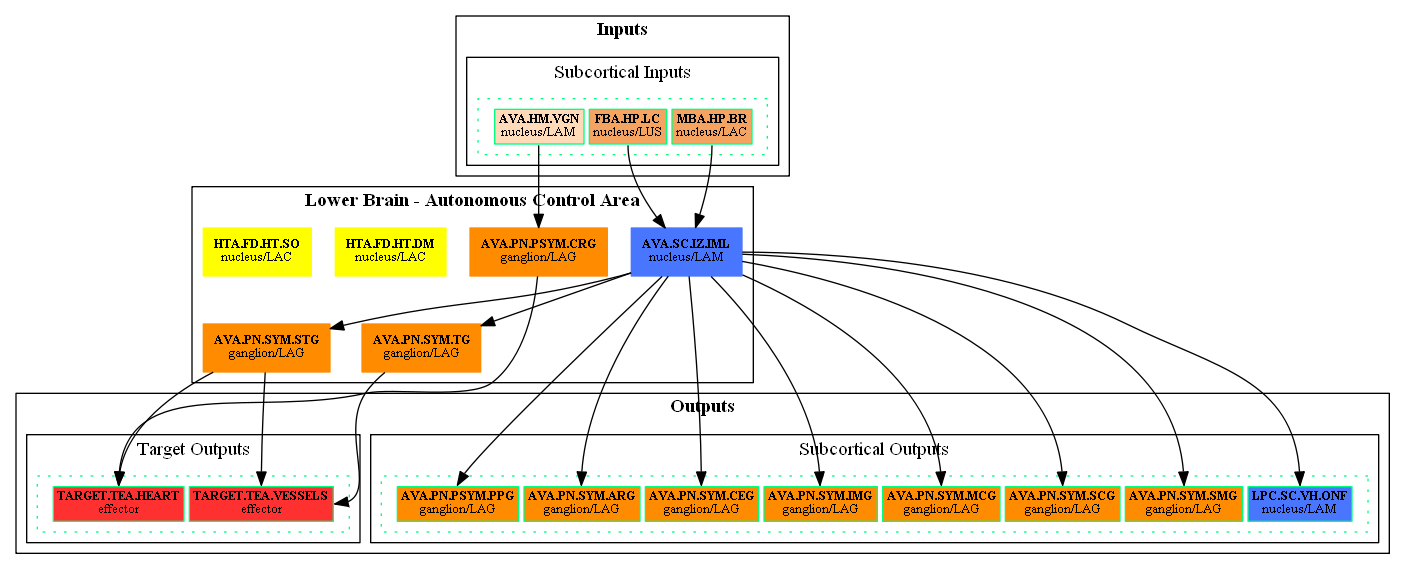 Inputs
Subcortical Inputs
AVA.HM.VGN
nucleus/LAM
FBA.HP.LC
nucleus/LUS
MBA.HP.BR
nucleus/LAC
Lower Brain - Autonomous Control Area
HTA.FD.HT.SO
nucleus/LAC
HTA.FD.HT.DM
nucleus/LAC
AVA.PN.PSYM.CRG
ganglion/LAG
AVA.SC.IZ.IML
nucleus/LAM
AVA.PN.SYM.STG
ganglion/LAG
AVA.PN.SYM.TG
ganglion/LAG
Outputs
Target Outputs
TARGET.TEA.HEART
effector
TARGET.TEA.VESSELS
effector
Subcortical Outputs
AVA.PN.PSYM.PPG
ganglion/LAG
AVA.PN.SYM.ARG
ganglion/LAG
AVA.PN.SYM.CEG
ganglion/LAG
AVA.PN.SYM.IMG
ganglion/LAG
AVA.PN.SYM.MCG
ganglion/LAG
AVA.PN.SYM.SCG
ganglion/LAG
AVA.PN.SYM.SMG
ganglion/LAG
LPC.SC.VH.ONF
nucleus/LAM